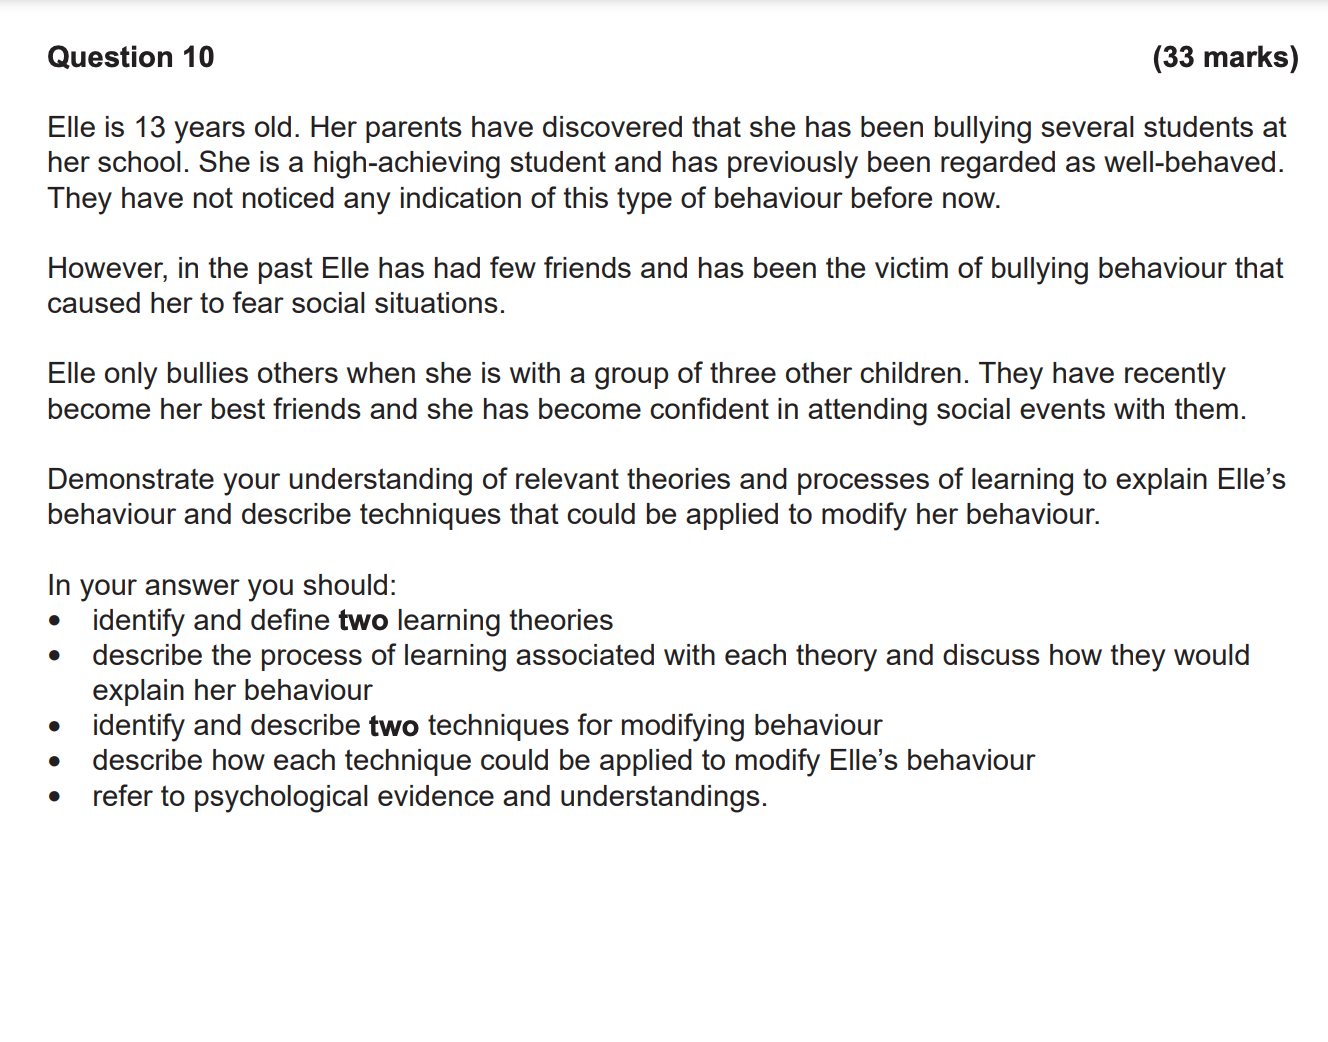 Question 10 (33 marks)
Elle is 13 years old. Her parents have discovered that she has been bullying several students at
her school. She is a high-achieving student and has previously been regarded as well-behaved.
They have not noticed any indication of this type of behaviour before now.
However, in the past Elle has had few friends and has been the victim of bullying behaviour that
caused her to fear social situations.
Elle only bullies others when she is with a group of three other children. They have recently
become her best friends and she has become confident in attending social events with them.
Demonstrate your understanding of relevant theories and processes of learning to explain Elle’s
behaviour and describe techniques that could be applied to modify her behaviour.
In your answer you should:
• identify and define two learning theories
• describe the process of learning associated with each theory and discuss how they would
explain her behaviour
• identify and describe two techniques for modifying behaviour
• describe how each technique could be applied to modify Elle’s behaviour
• refer to psychological evidence and understandings.